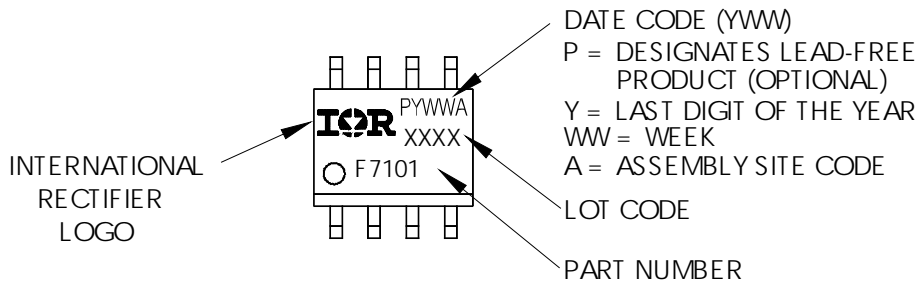 DATE CODE (YWW)
P = DESIGNATES LEAD-FREE
PRODUCT (OPTIONAL)
Y = LAST DIGIT OF THE YEAR
WW = WEEK
A = ASSEMBLY SITE CODE
LOT CODE
PART NUMBER
INTERNATIONAL
RECTIFIER
LOGO
IOR
PYWWA
XXXX
F7101